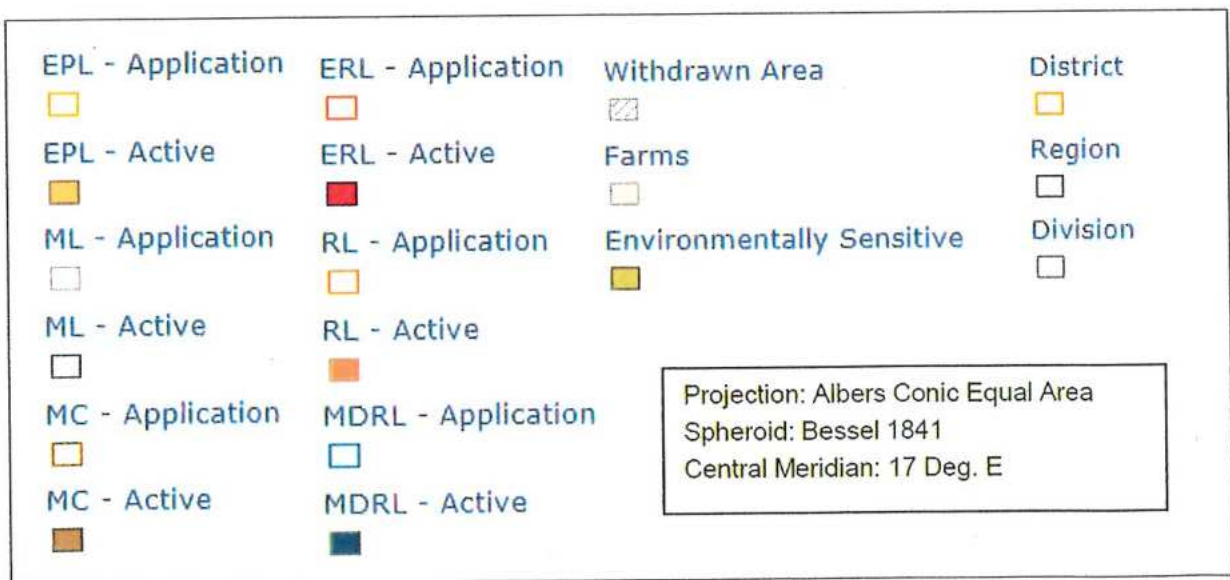 EPL - Application
EPL - Active
ML - Application
ML - Active
MC - Application
MC - Active
ERL - Application
ERL - Active
RL - Application
RL - Active
MDRL - Application
MDRL - Active
Withdrawn Area
Farms
Environmentally Sensitive
District
Region
Division
Projection: Albers Conic Equal Area
Spheroid: Bessel 1841
Central Meridian: 17 Deg. E